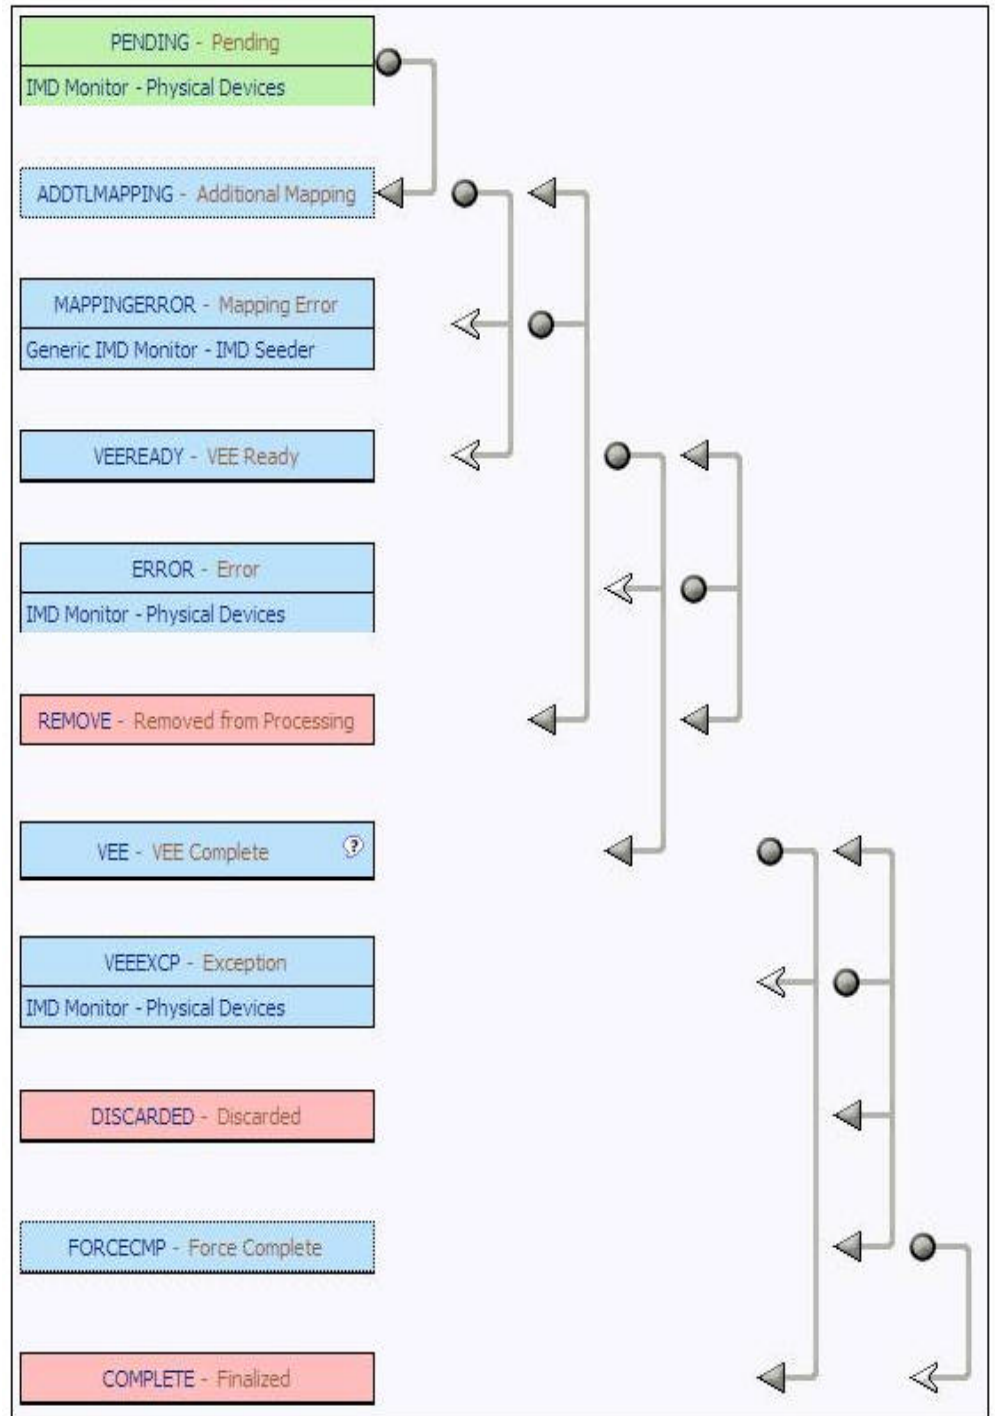 PENDING - Pending
IMD Monitor - Physical Devices
ADDTLMAPPING - Additional Mapping
MAPPINGERROR - Mapping Error
Generic IMD Monitor - IMD Seeder
VEEREADY - VEE Ready
ERROR - Error
IMD Monitor - Physical Devices
REMOVE - Removed from Processing
VEE - VEE Complete ?
VEEEXCP - Exception
IMD Monitor - Physical Devices
DISCARDED - Discarded
FORCECMP - Force Complete
COMPLETE - Finalized